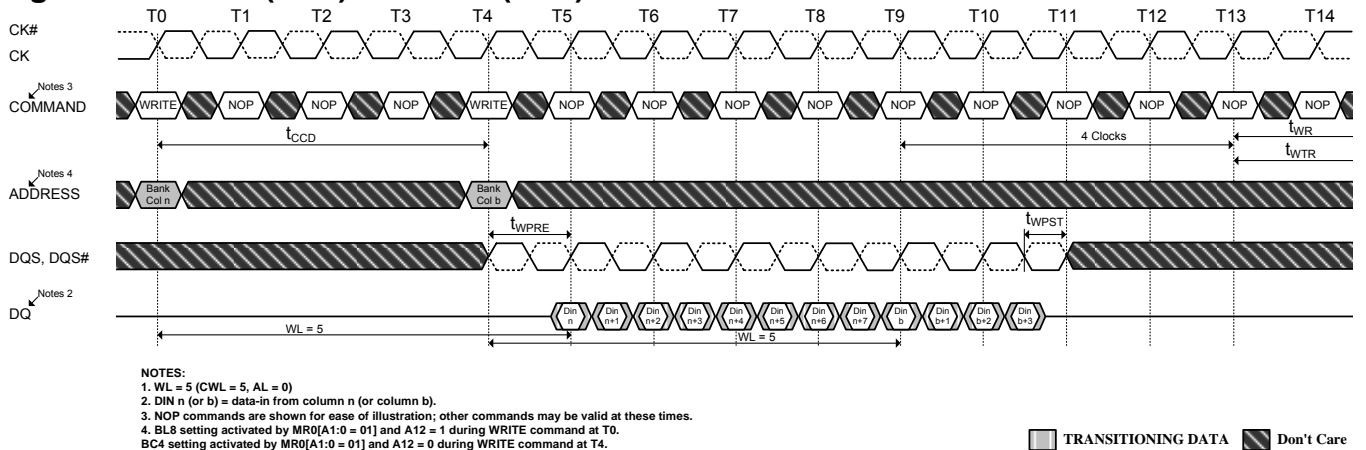 T0 T1 T2 T3 T4 T5 T6 T7 T8 T9 T10 T11 T12 T13 T14
CK#
CK
Notes 3
COMMAND
WRITE NOP NOP NOP WRITE NOP NOP NOP NOP NOP NOP NOP NOP NOP NOP
tCCD
4 Clocks
tWR
tWTR
Notes 4
ADDRESS
Bank Col n
Bank Col b
tWPRE
tWPST
DQS, DQS#
Notes 2
DQ
Din n Din n+1 Din n+2 Din n+3 Din n+4 Din n+5 Din n+6 Din n+7 Din b Din b+1 Din b+2 Din b+3
WL = 5
WL = 5
NOTES:
1. WL = 5 (CWL = 5, AL = 0)
2. DIN n (or b) = data-in from column n (or column b).
3. NOP commands are shown for ease of illustration; other commands may be valid at these times.
4. BL8 setting activated by MR0[A1:0 = 01] and A12 = 1 during WRITE command at T0.
BC4 setting activated by MR0[A1:0 = 01] and A12 = 0 during WRITE command at T4.
TRANSITIONING DATA
Don't Care